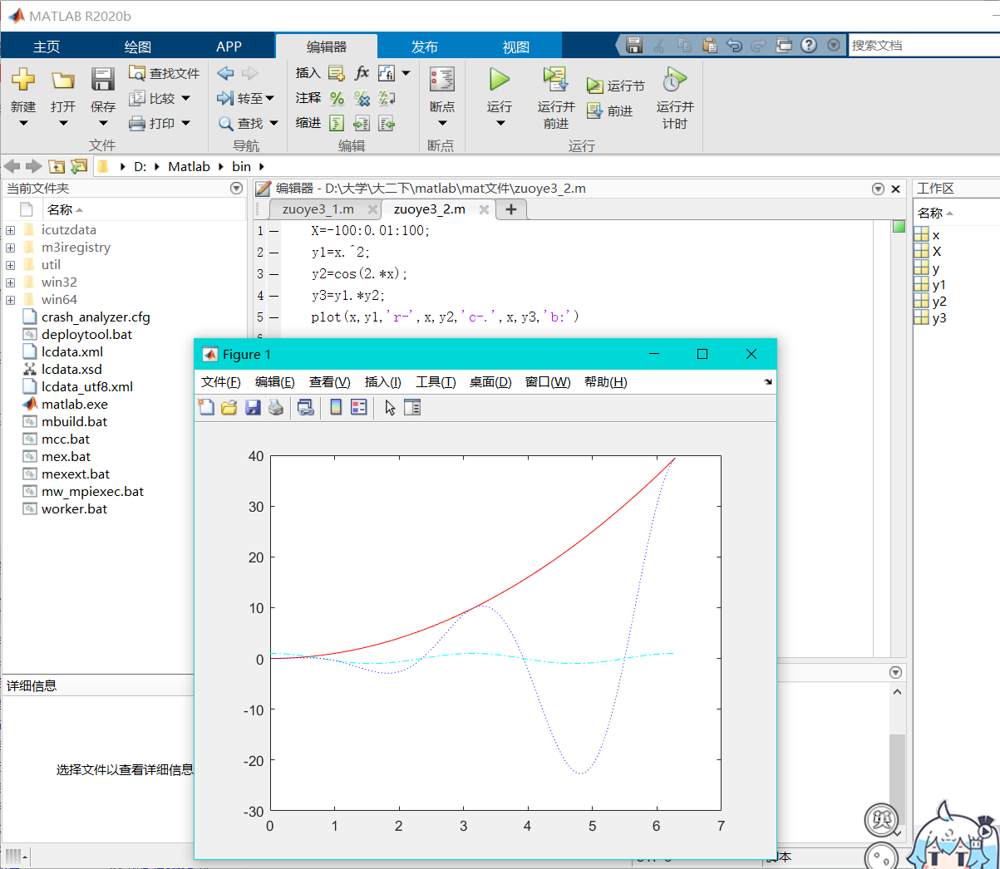 MATLAB R2020b
主页 绘图 APP 编辑器 发布 视图 搜索文档
新建 打开 保存 查找文件 比较 打印 转至 查找 插入 fx 注释 缩进 断点 运行 运行并前进 运行节 前进 运行并计时
文件 导航 编辑 断点 运行
D: Matlab bin
当前文件夹
名称
icutzdata
m3iregistry
util
win32
win64
crash_analyzer.cfg
deploytool.bat
lcdata.xml
lcdata.xsd
lcdata_utf8.xml
matlab.exe
mbuild.bat
mcc.bat
mex.bat
mexext.bat
mw_mpiexec.bat
worker.bat
详细信息
选择文件以查看详细信息
编辑器 - D:\大学\大二下\matlab\mat文件\zuoye3_2.m
zuoye3_1.m zuoye3_2.m
1 X=-100:0.01:100;
2 y1=x.^2;
3 y2=cos(2.*x);
4 y3=y1.*y2;
5 plot(x,y1,'r-',x,y2,'c-.',x,y3,'b:')
工作区
名称
x
X
y
y1
y2
y3
Figure 1
文件(F) 编辑(E) 查看(V) 插入(I) 工具(T) 桌面(D) 窗口(W) 帮助(H)
40
30
20
10
0
-10
-20
-30
0 1 2 3 4 5 6 7
英
脚本